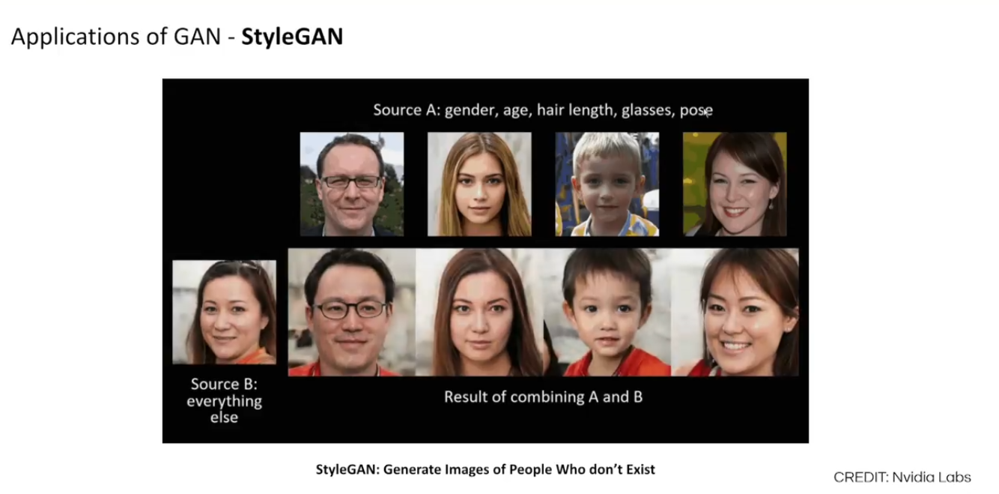 Applications of GAN - StyleGAN
Source A: gender, age, hair length, glasses, pose
Source B:
everything
else
Result of combining A and B
StyleGAN: Generate Images of People Who don’t Exist
CREDIT: Nvidia Labs